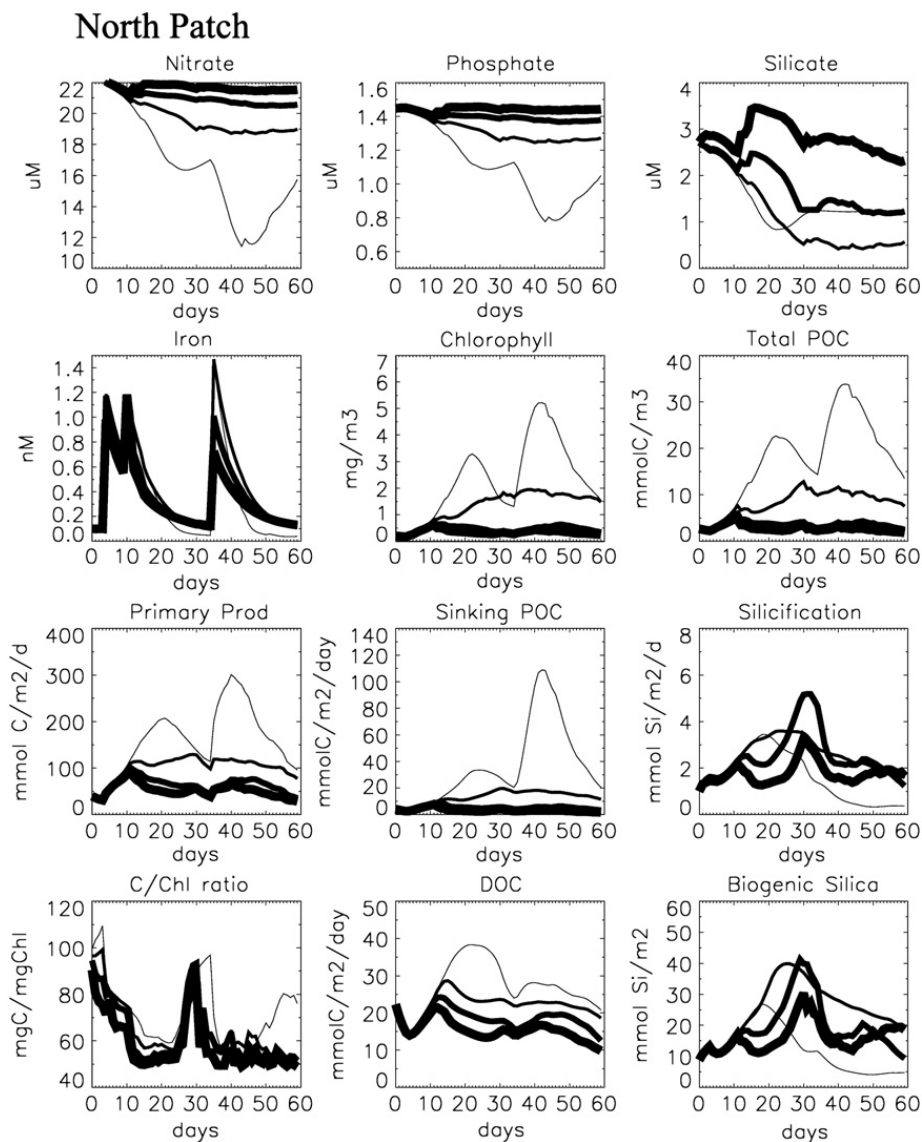 North Patch
Nitrate
Phosphate
Silicate
22
20
18
16
14
12
10
uM
0 10 20 30 40 50 60
days
1.6
1.4
1.2
1.0
0.8
0.6
uM
0 10 20 30 40 50 60
days
4
3
2
1
0
uM
0 10 20 30 40 50 60
days
Iron
Chlorophyll
Total POC
1.4
1.2
1.0
0.8
0.6
0.4
0.2
0.0
nM
0 10 20 30 40 50 60
days
7
6
5
4
3
2
1
0
mg/m3
0 10 20 30 40 50 60
days
40
30
20
10
0
mmolC/m3
0 10 20 30 40 50 60
days
Primary Prod
Sinking POC
Silicification
400
300
200
100
0
mmol C/m2/d
0 10 20 30 40 50 60
days
140
120
100
80
60
40
20
0
mmolC/m2/day
0 10 20 30 40 50 60
days
8
6
4
2
0
mmol Si/m2/d
0 10 20 30 40 50 60
days
C/Chl ratio
DOC
Biogenic Silica
120
100
80
60
40
mgC/mgChl
0 10 20 30 40 50 60
days
50
40
30
20
10
0
mmolC/m2/day
0 10 20 30 40 50 60
days
60
50
40
30
20
10
0
mmol Si/m2
0 10 20 30 40 50 60
days